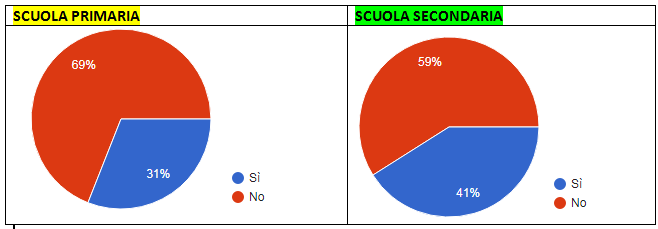 SCUOLA PRIMARIA
69%
31%
Sì
No
SCUOLA SECONDARIA
59%
41%
Sì
No